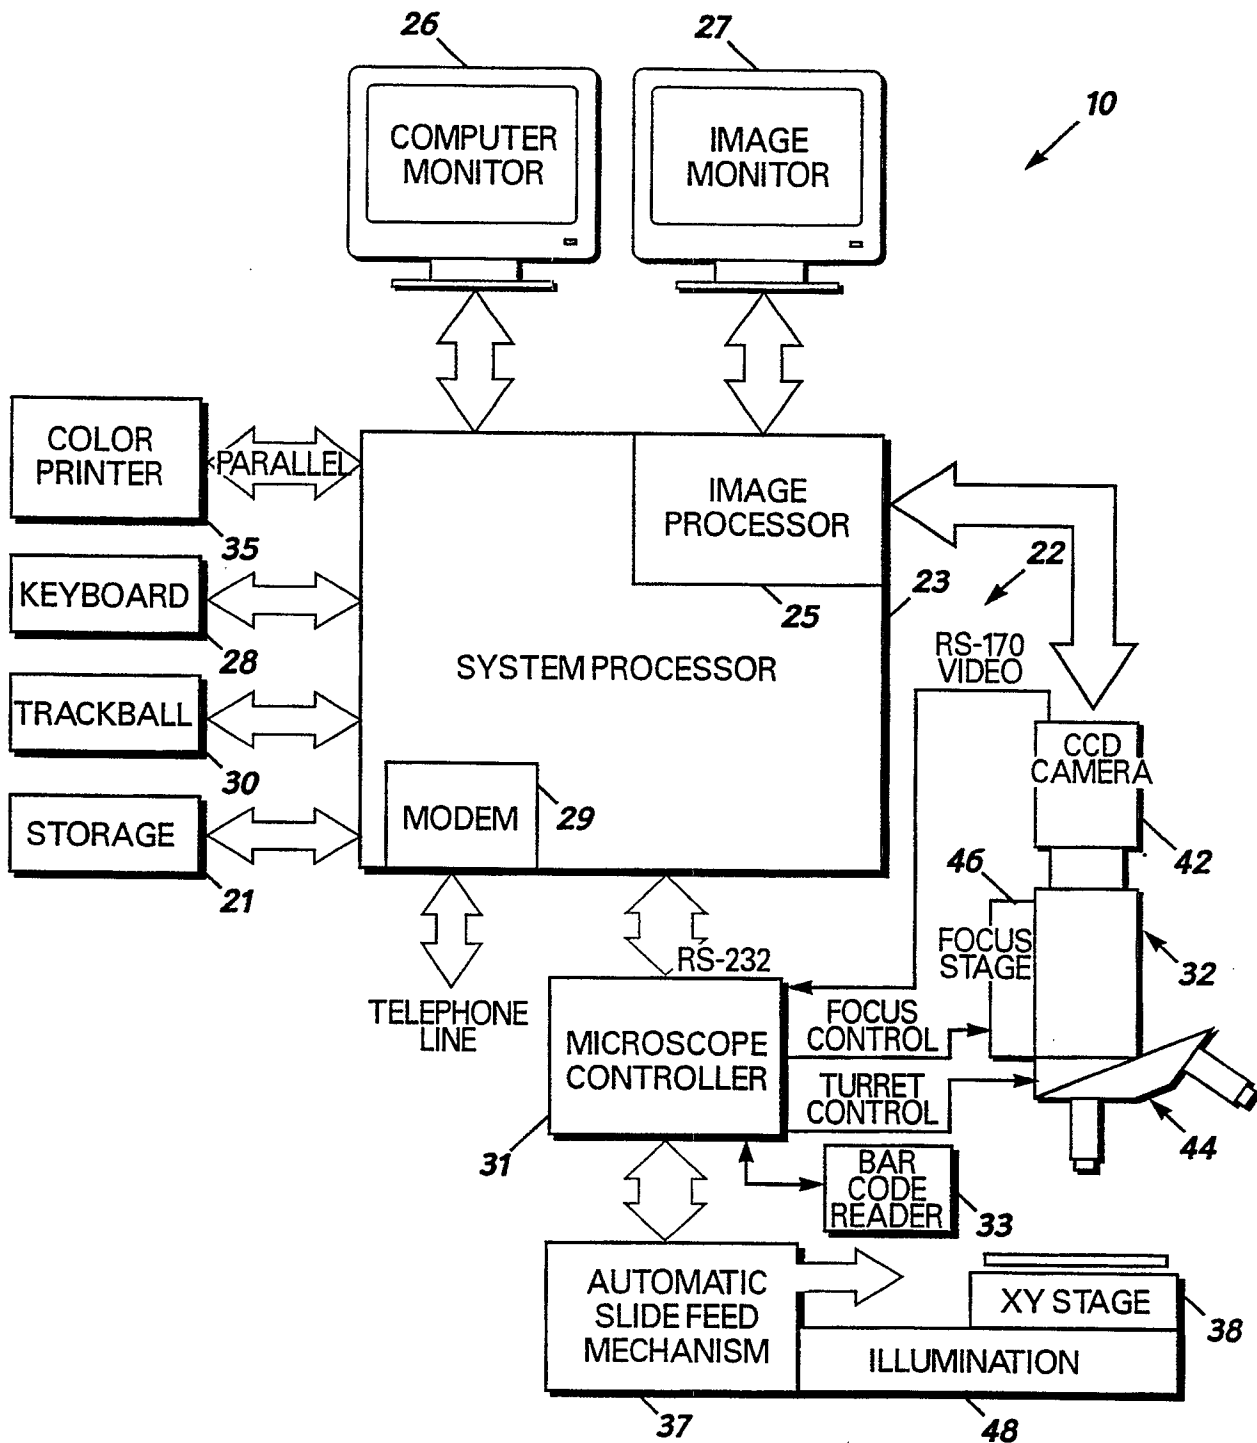 26
27
10
COMPUTER
MONITOR
IMAGE
MONITOR
COLOR
PRINTER
35
PARALLEL
IMAGE
PROCESSOR
25
23
22
KEYBOARD
28
SYSTEM PROCESSOR
RS-170
VIDEO
TRACKBALL
30
CCD
CAMERA
42
STORAGE
21
MODEM
29
46
FOCUS
STAGE
32
RS-232
TELEPHONE
LINE
MICROSCOPE
CONTROLLER
31
FOCUS
CONTROL
TURRET
CONTROL
44
BAR
CODE
READER
33
AUTOMATIC
SLIDE FEED
MECHANISM
37
XY STAGE
38
ILLUMINATION
48